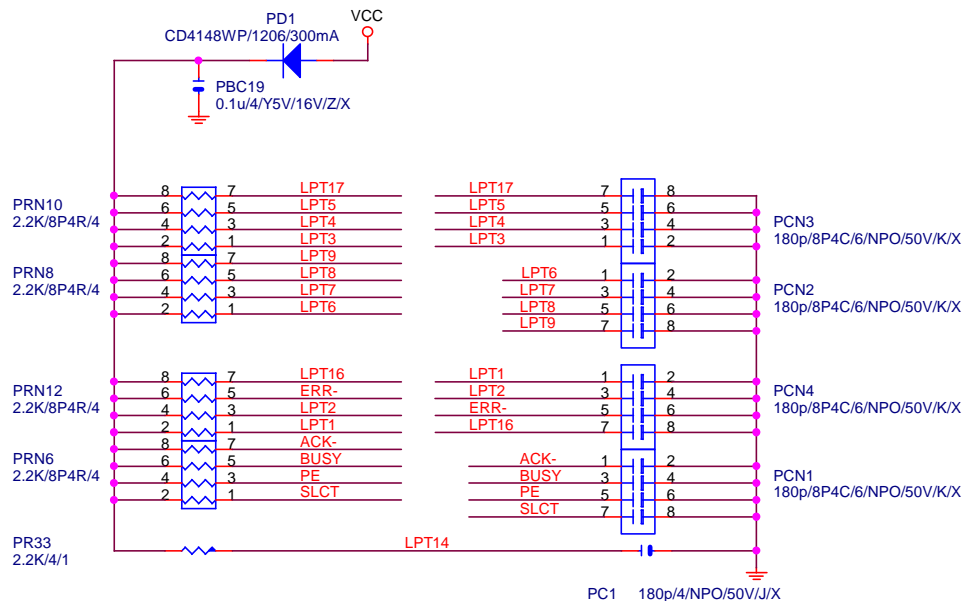 PD1
VCC
CD4148WP/1206/300mA
PBC19
0.1u/4/Y5V/16V/Z/X
PRN10
2.2K/8P4R/4
8 7 LPT17
6 5 LPT5
4 3 LPT4
2 1 LPT3
LPT17 7 8
LPT5 5 6
LPT4 3 4
LPT3 1 2
PCN3
180p/8P4C/6/NPO/50V/K/X
PRN8
2.2K/8P4R/4
8 7 LPT9
6 5 LPT8
4 3 LPT7
2 1 LPT6
LPT6 1 2
LPT7 3 4
LPT8 5 6
LPT9 7 8
PCN2
180p/8P4C/6/NPO/50V/K/X
PRN12
2.2K/8P4R/4
8 7 LPT16
6 5 ERR-
4 3 LPT2
2 1 LPT1
LPT1 1 2
LPT2 3 4
ERR- 5 6
LPT16 7 8
PCN4
180p/8P4C/6/NPO/50V/K/X
PRN6
2.2K/8P4R/4
8 7 ACK-
6 5 BUSY
4 3 PE
2 1 SLCT
ACK- 1 2
BUSY 3 4
PE 5 6
SLCT 7 8
PCN1
180p/8P4C/6/NPO/50V/K/X
PR33
2.2K/4/1
LPT14
PC1 180p/4/NPO/50V/J/X